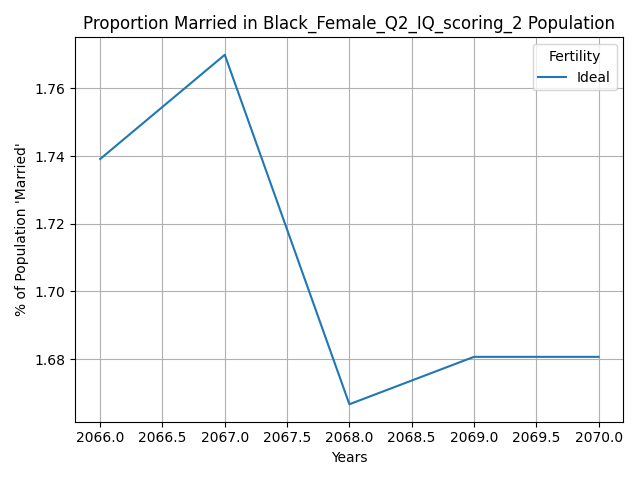 Proportion Married in Black_Female_Q2_IQ_scoring_2 Population
Fertility
Ideal
% of Population 'Married'
1.76
1.74
1.72
1.70
1.68
2066.0 2066.5 2067.0 2067.5 2068.0 2068.5 2069.0 2069.5 2070.0
Years